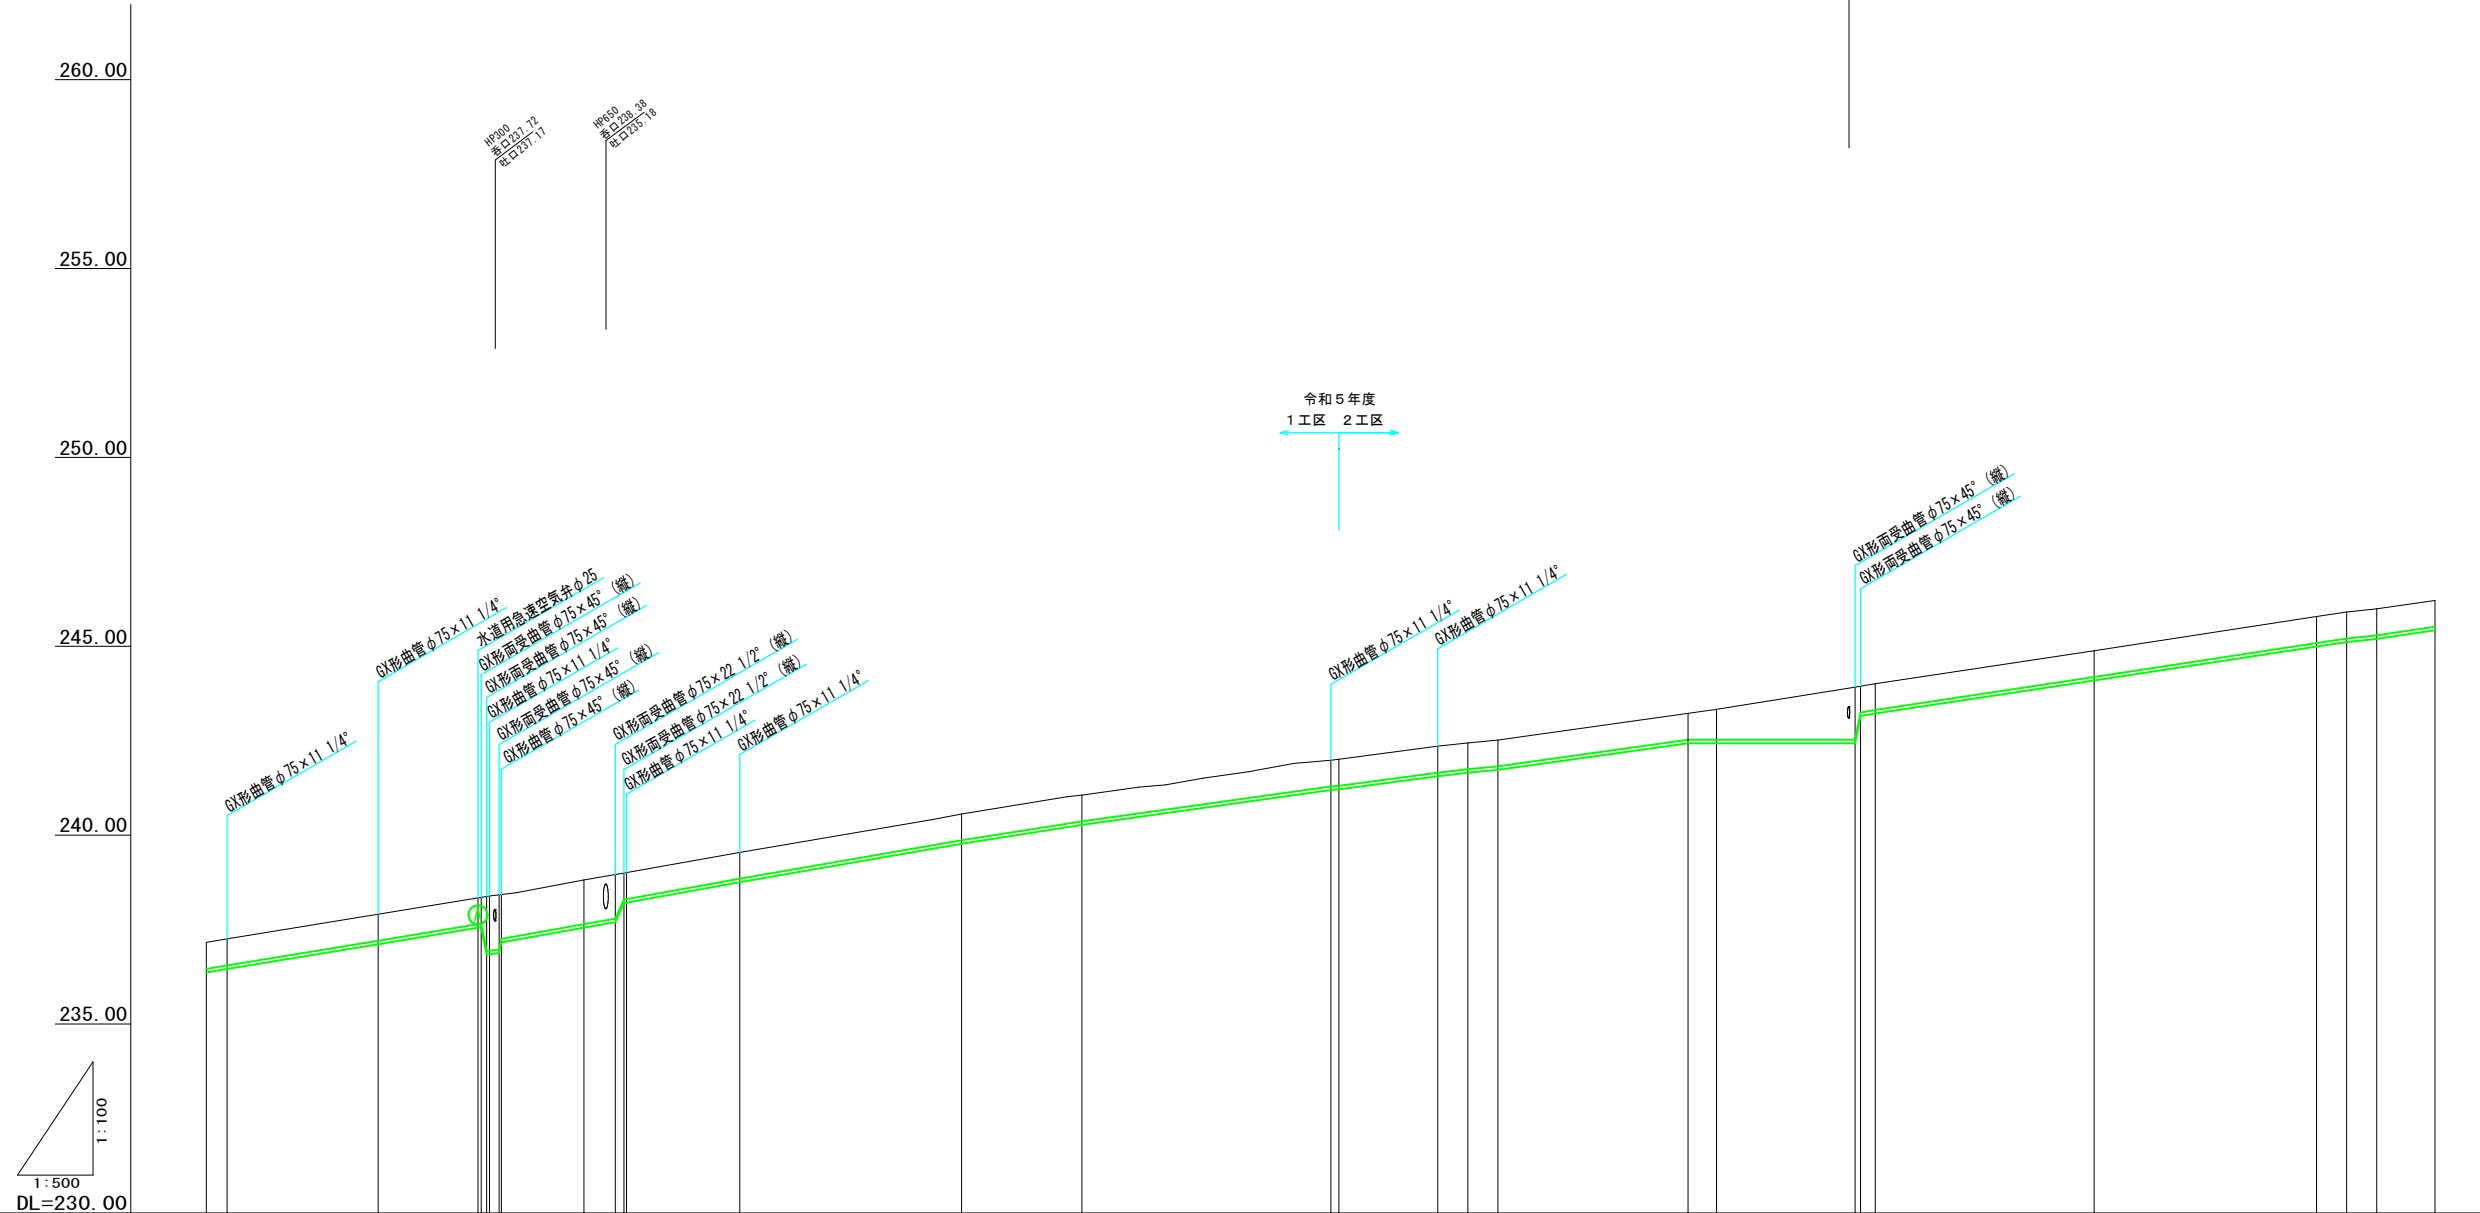 260.00
HP300
呑口237.72
吐口237.17
HP650
呑口238.38
吐口235.18
255.00
令和５年度
１工区　２工区
250.00
GX形両受曲管φ75×45°（縦）
GX形両受曲管φ75×45°（縦）
245.00
GX形曲管φ75×11 1/4°
GX形曲管φ75×11 1/4°
水道用急速空気弁φ25
GX形両受曲管φ75×45°（縦）
GX形両受曲管φ75×45°（縦）
GX形曲管φ75×11 1/4°
GX形両受曲管φ75×45°（縦）
GX形曲管φ75×45°（縦）
GX形両受曲管φ75×22 1/2°（縦）
GX形両受曲管φ75×22 1/2°（縦）
GX形曲管φ75×11 1/4°
GX形曲管φ75×11 1/4°
GX形曲管φ75×11 1/4°
GX形曲管φ75×11 1/4°
240.00
235.00
1:100
1:500
DL=230.00